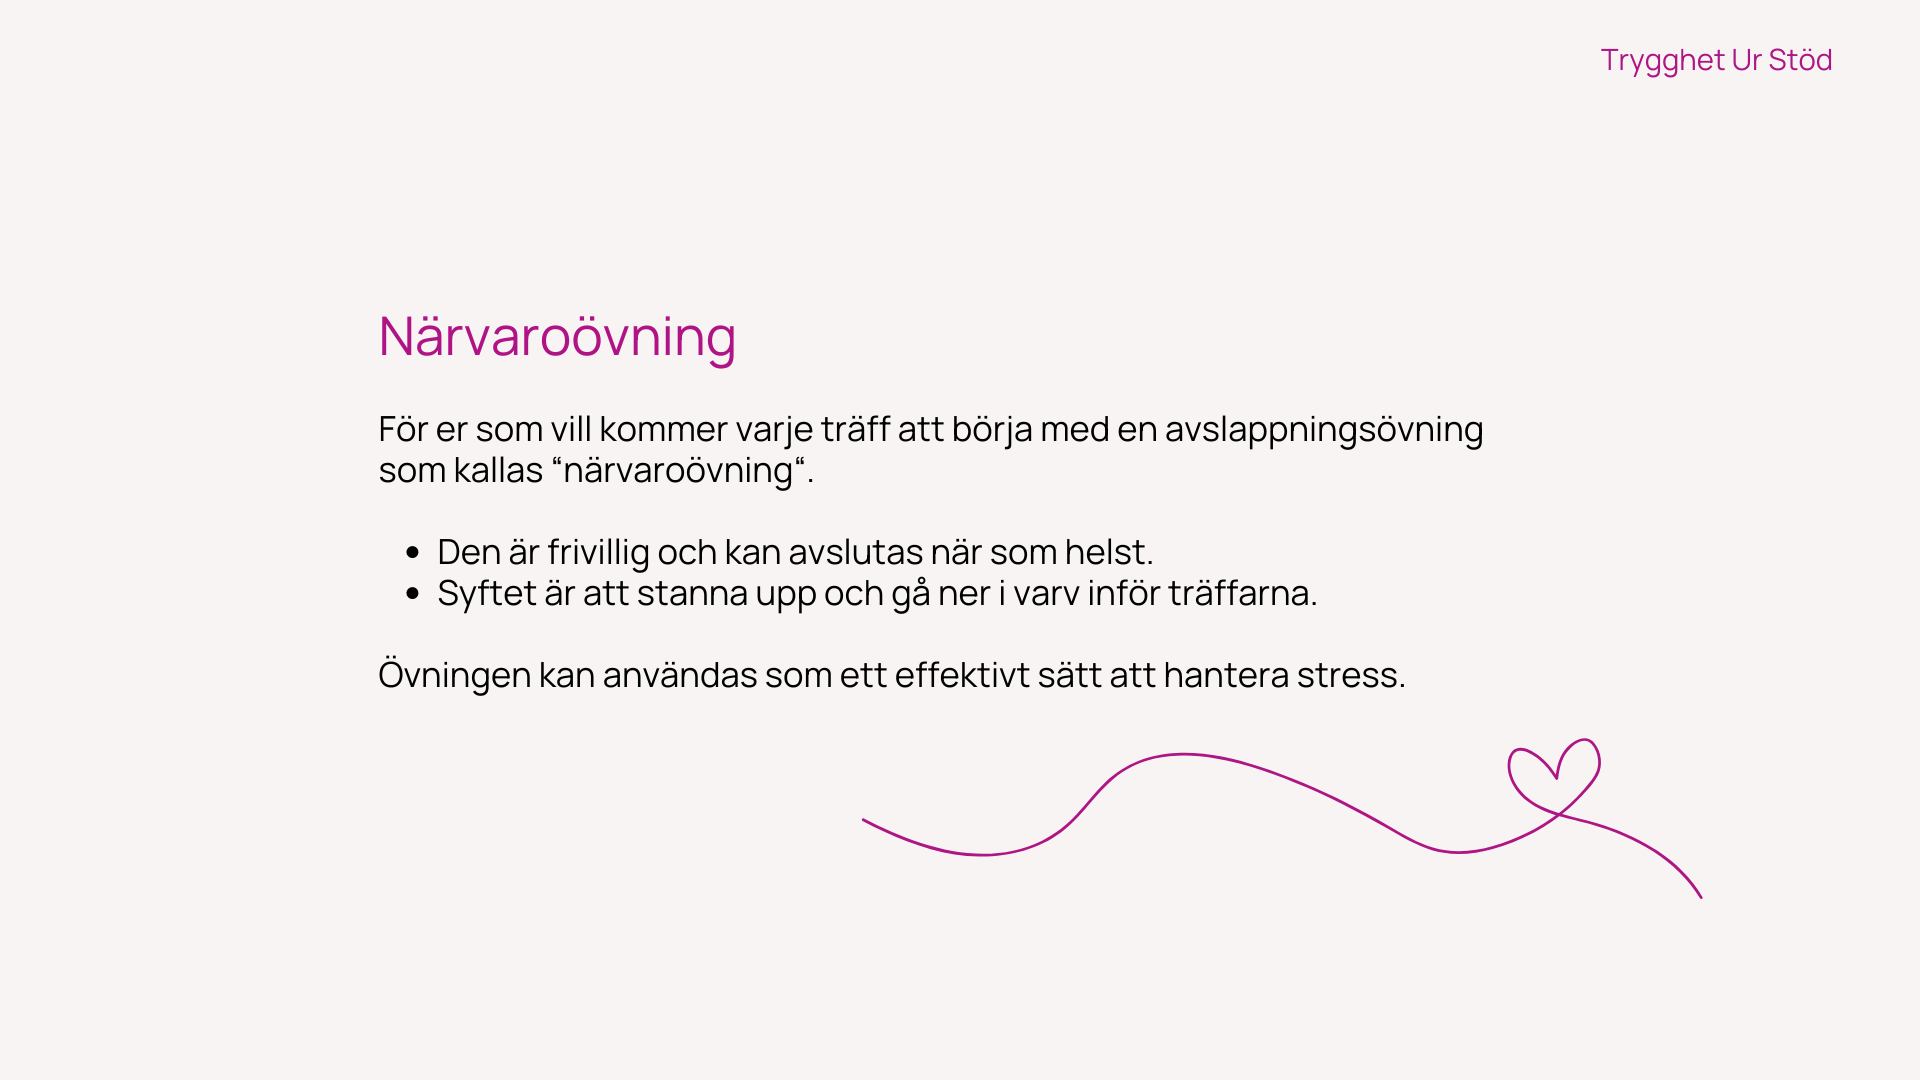 Trygghet Ur Stöd
Närvaroövning
För er som vill kommer varje träff att börja med en avslappningsövning
som kallas “närvaroövning“.
• Den är frivillig och kan avslutas när som helst.
• Syftet är att stanna upp och gå ner i varv inför träffarna.
Övningen kan användas som ett effektivt sätt att hantera stress.